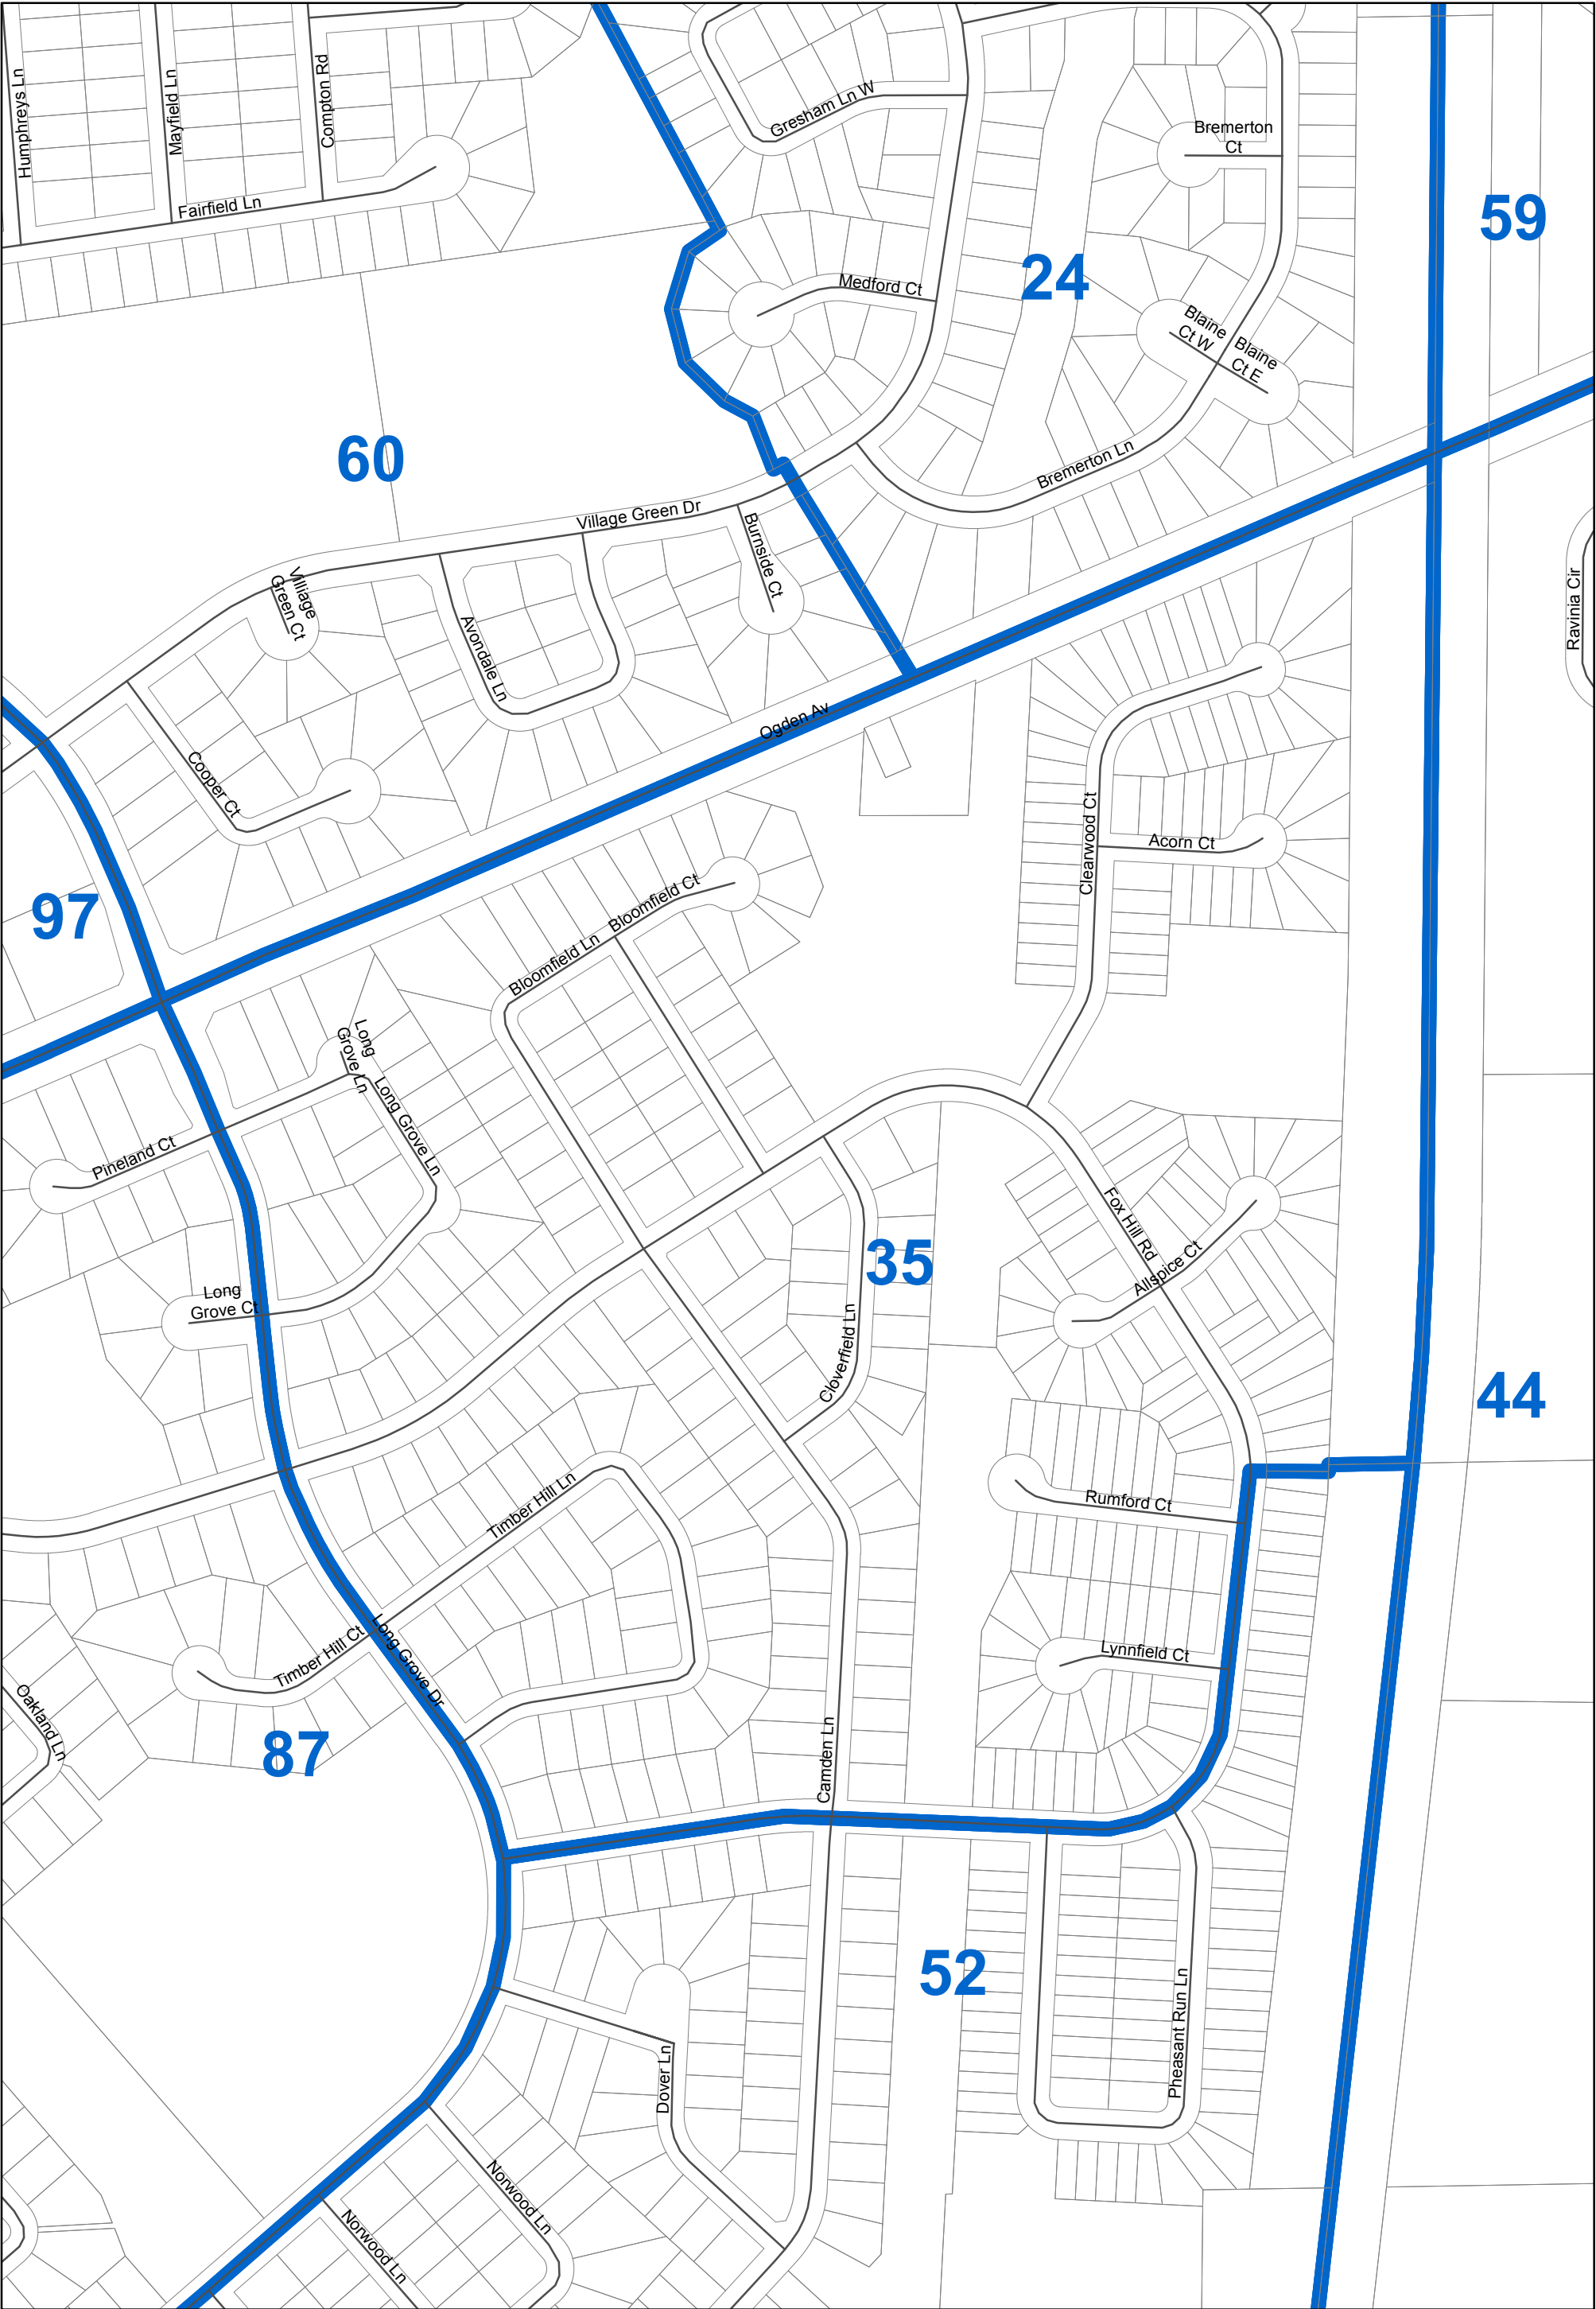 Humphreys Ln
Mayfield Ln
Compton Rd
Fairfield Ln
Gresham Ln W
Bremerton
Ct
59
24
Medford Ct
Blaine
Ct W
Blaine
Ct E
60
Bremerton Ln
Village Green Dr
Burnside Ct
Villiage
Green Ct
Ravinia Cir
Avondale Ln
Ogden Av
Cooper Ct
Clearwood Ct
Acorn Ct
97
Bloomfield Ct
Bloomfield Ln
Long
Grove Ln
Long Grove Ln
Pineland Ct
Fox Hill Rd
35
Allspice Ct
Long
Grove Ct
Cloverfield Ln
44
Timber Hill Ln
Rumford Ct
Timber Hill Ct
Long Grove Dr
Lynnfield Ct
Oakland Ln
87
Camden Ln
52
Pheasant Run Ln
Dover Ln
Norwood Ln
Norwood Ln